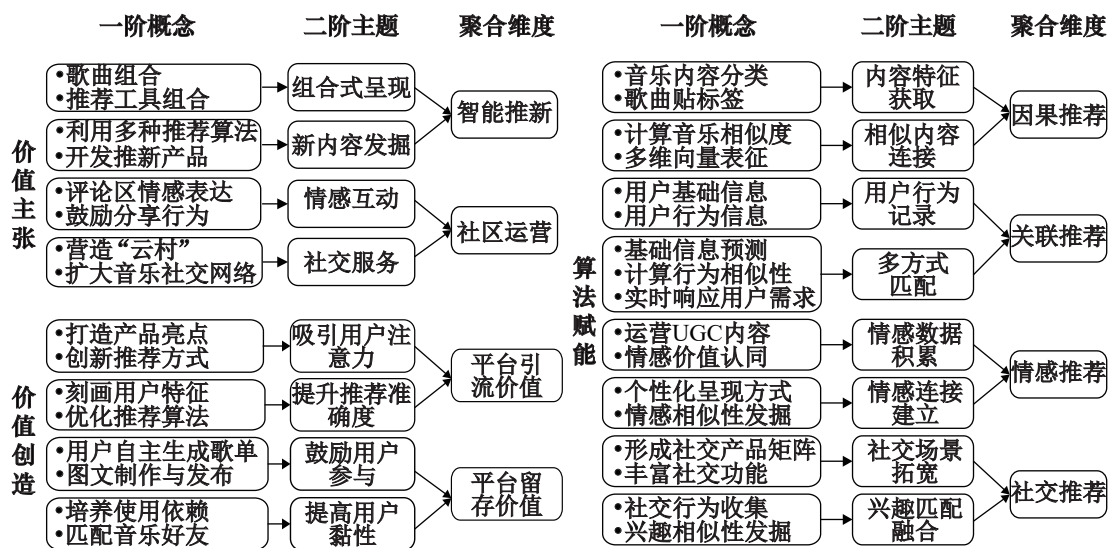 一阶概念
二阶主题
聚合维度
价值主张
•歌曲组合
•推荐工具组合
组合式呈现
•利用多种推荐算法
•开发推新产品
新内容发掘
智能推新
•评论区情感表达
•鼓励分享行为
情感互动
•营造“云村”
•扩大音乐社交网络
社交服务
社区运营
价值创造
•打造产品亮点
•创新推荐方式
吸引用户注
意力
•刻画用户特征
•优化推荐算法
提升推荐准
确度
平台引
流价值
•用户自主生成歌单
•图文制作与发布
鼓励用户
参与
•培养使用依赖
•匹配音乐好友
提高用户
黏性
平台留
存价值
一阶概念
二阶主题
聚合维度
算法赋能
•音乐内容分类
•歌曲贴标签
内容特征
获取
•计算音乐相似度
•多维向量表征
相似内容
连接
因果推荐
•用户基础信息
•用户行为信息
用户行为
记录
•基础信息预测
•计算行为相似性
•实时响应用户需求
多方式
匹配
关联推荐
•运营UGC内容
•情感价值认同
情感数据
积累
•个性化呈现方式
•情感相似性发掘
情感连接
建立
情感推荐
•形成社交产品矩阵
•丰富社交功能
社交场景
拓宽
•社交行为收集
•兴趣相似性发掘
兴趣匹配
融合
社交推荐